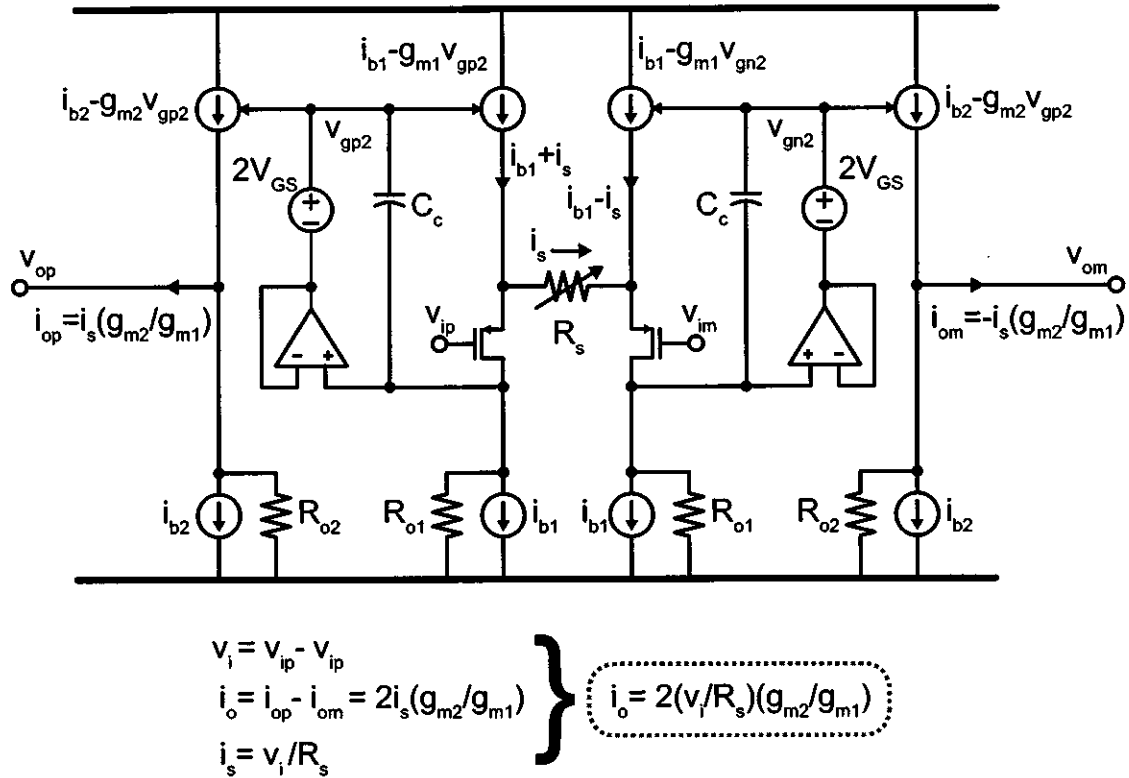 i_b1-g_m1v_gp2
i_b1-g_m1v_gn2
i_b2-g_m2v_gp2
i_b2-g_m2v_gp2
v_gp2
v_gn2
2V_GS
2V_GS
i_b1+i_s
i_b1-i_s
C_c
C_c
i_s
v_op
v_om
i_op=i_s(g_m2/g_m1)
i_om=-i_s(g_m2/g_m1)
v_ip
v_im
R_s
- +
+ -
i_b2
R_o2
R_o1
i_b1
i_b1
R_o1
R_o2
i_b2
v_i = v_ip - v_ip
i_o = i_op - i_om = 2i_s(g_m2/g_m1)
i_s = v_i/R_s
i_o = 2(v_i/R_s)(g_m2/g_m1)